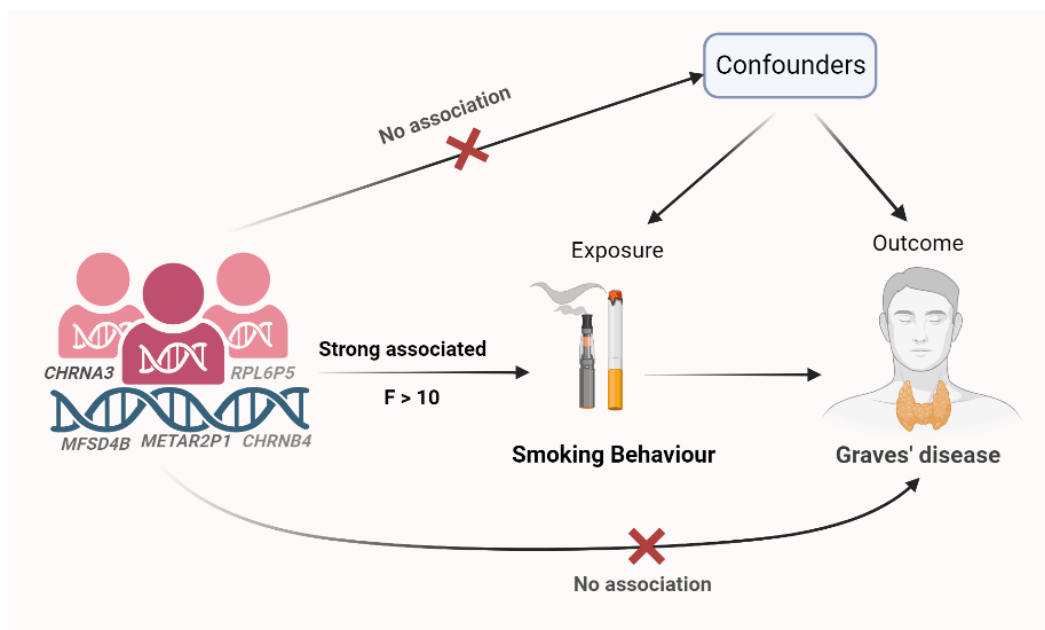 Confounders
No association
Exposure
Outcome
CHRNA3
RPL6P5
MFSD4B
METAR2P1
CHRNB4
Strong associated
F > 10
Smoking Behaviour
Graves' disease
No association